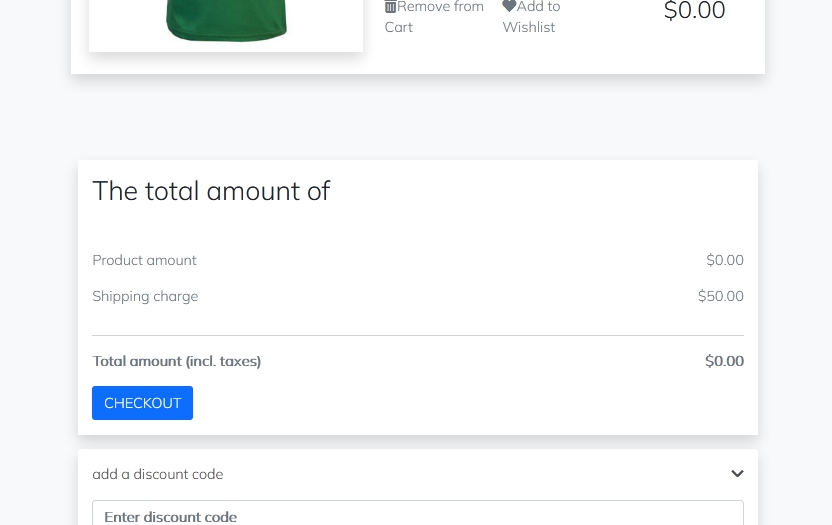 Remove from Cart
Add to Wishlist
$0.00
The total amount of
Product amount $0.00
Shipping charge $50.00
Total amount (incl. taxes) $0.00
CHECKOUT
add a discount code
Enter discount code